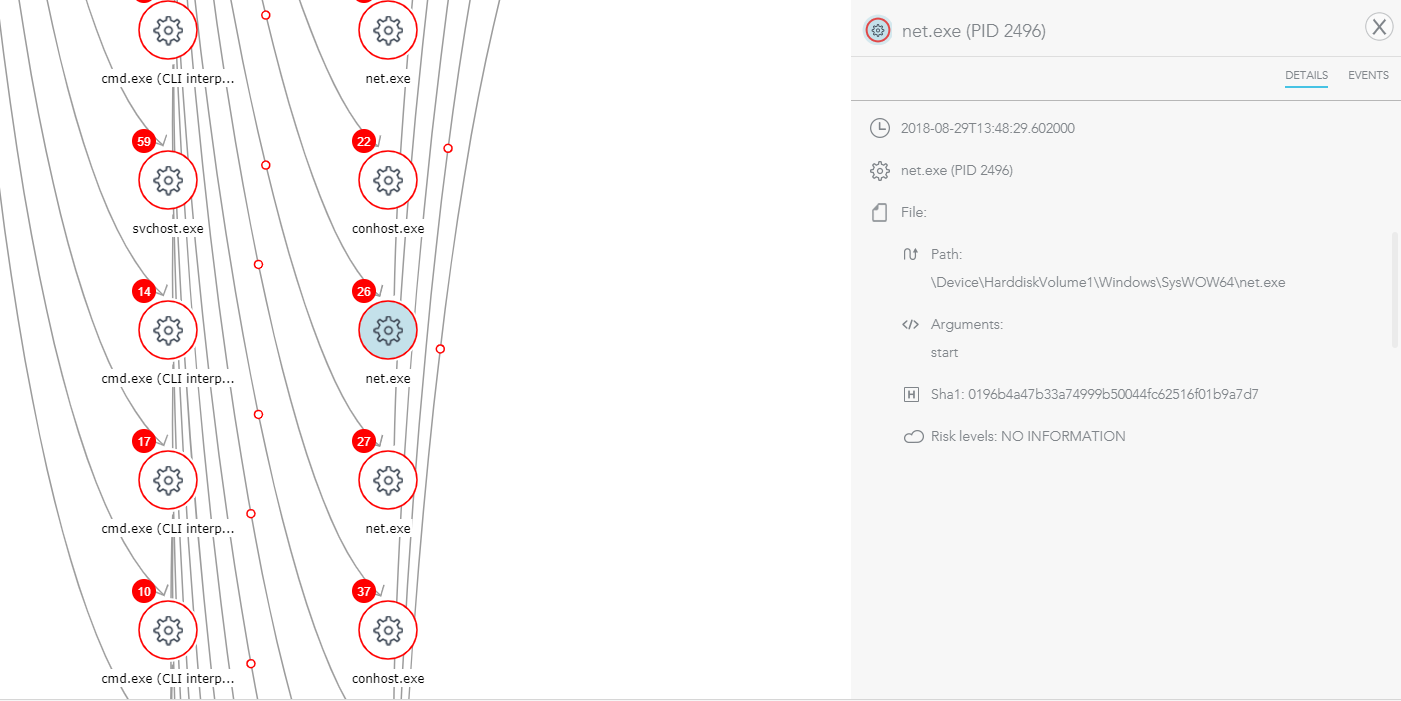 cmd.exe (CLI interp...
net.exe
59
svchost.exe
22
conhost.exe
14
cmd.exe (CLI interp...
26
net.exe
17
cmd.exe (CLI interp...
27
net.exe
10
cmd.exe (CLI interp...
37
conhost.exe
net.exe (PID 2496)
X
DETAILS EVENTS
2018-08-29T13:48:29.602000
net.exe (PID 2496)
File:
Path:
\Device\HarddiskVolume1\Windows\SysWOW64\net.exe
Arguments:
start
H Sha1: 0196b4a47b33a74999b50044fc62516f01b9a7d7
Risk levels: NO INFORMATION